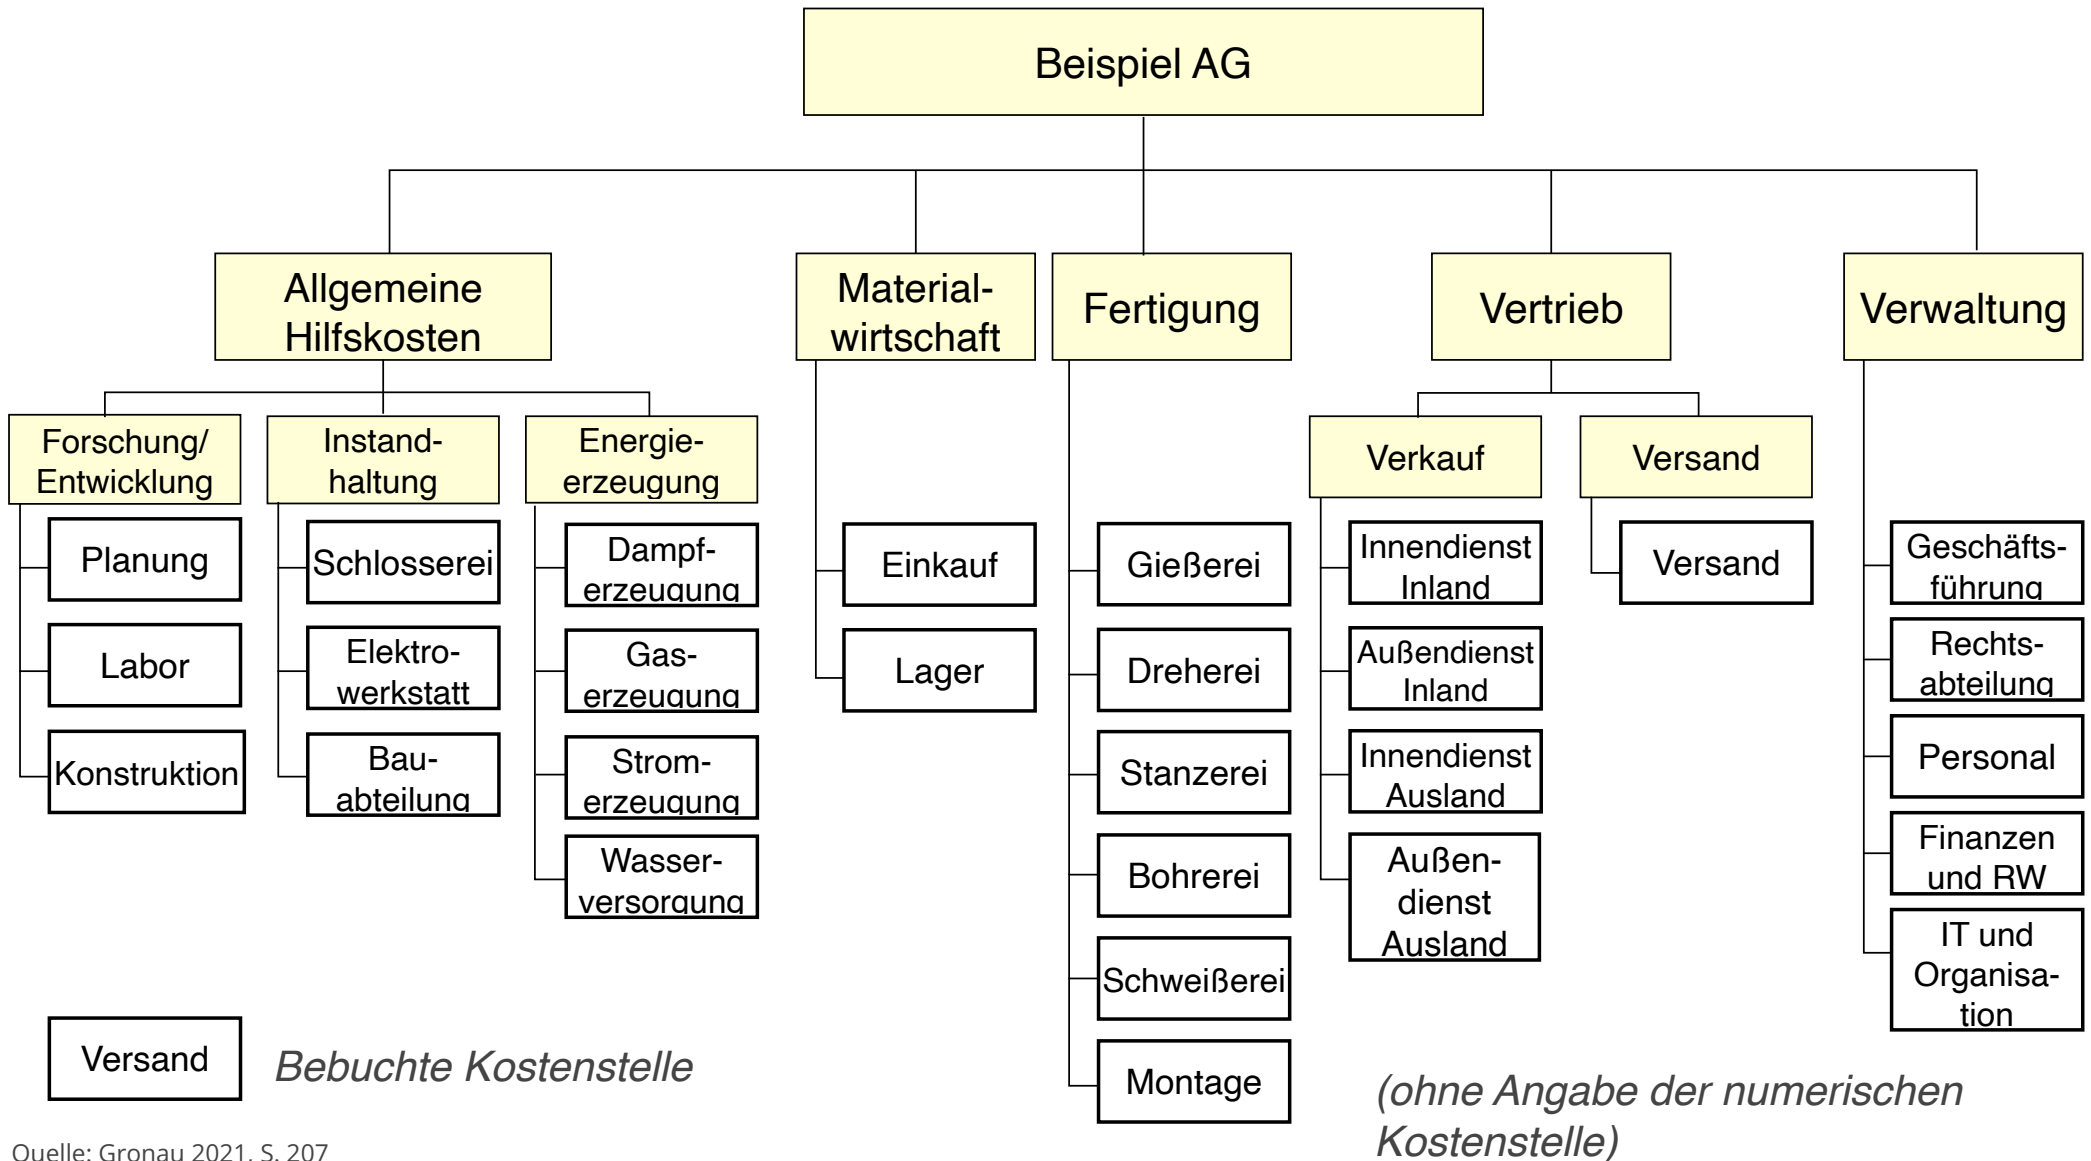 Beispiel AG
Allgemeine
Hilfskosten
Material-
wirtschaft
Fertigung
Vertrieb
Verwaltung
Forschung/
Entwicklung
Instand-
haltung
Energie-
erzeugung
Verkauf
Versand
Planung
Labor
Konstruktion
Schlosserei
Elektro-
werkstatt
Bau-
abteilung
Dampf-
erzeugung
Gas-
erzeugung
Strom-
erzeugung
Wasser-
versorgung
Einkauf
Lager
Gießerei
Dreherei
Stanzerei
Bohrerei
Schweißerei
Montage
Innendienst
Inland
Außendienst
Inland
Innendienst
Ausland
Außen-
dienst
Ausland
Versand
Geschäfts-
führung
Rechts-
abteilung
Personal
Finanzen
und RW
IT und
Organisa-
tion
Versand
Bebuchte Kostenstelle
(ohne Angabe der numerischen
Kostenstelle)
Quelle: Gronau 2021, S. 207